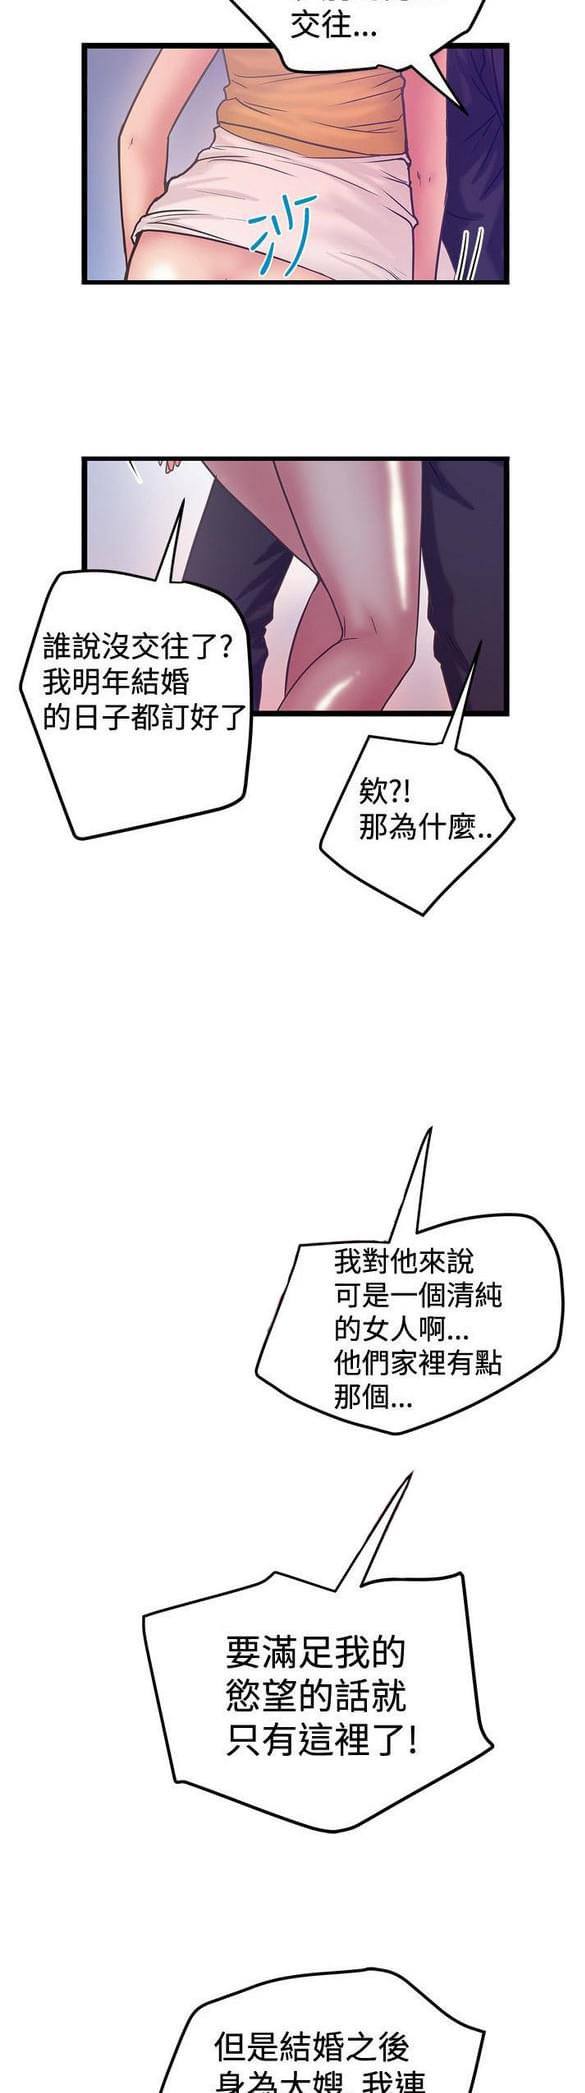 交往...
沙
誰說沒交往了?
我明年結婚
的日子都訂好了
欸?!
那為什麼..
我對他來說
可是一個清純
的女人啊...
他們家裡有點
那個...
要滿足我的
慾望的話就
只有這裡了!
但是結婚之後
身為大嫂 我連